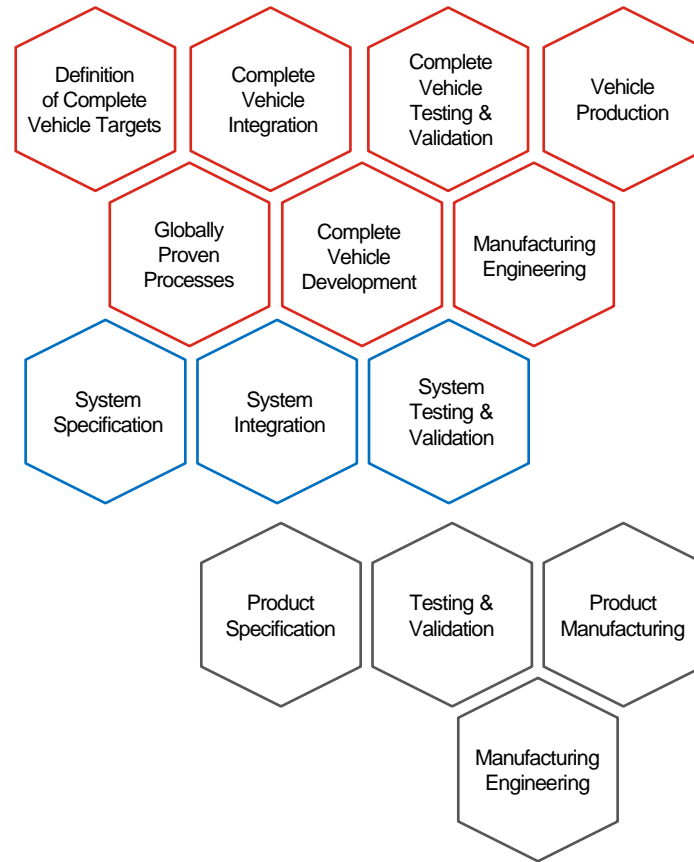 Definition
of Complete
Vehicle Targets
Complete
Vehicle
Integration
Complete
Vehicle
Testing &
Validation
Vehicle
Production
Globally
Proven
Processes
Complete
Vehicle
Development
Manufacturing
Engineering
System
Specification
System
Integration
System
Testing &
Validation
Product
Specification
Testing &
Validation
Product
Manufacturing
Manufacturing
Engineering